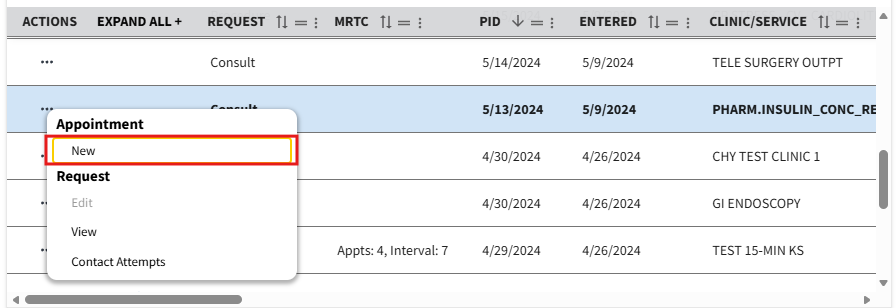 ACTIONS EXPAND ALL + REQUEST MRTC PID ENTERED CLINIC/SERVICE
Consult 5/14/2024 5/9/2024 TELE SURGERY OUTPT
Consult 5/13/2024 5/9/2024 PHARM.INSULIN_CONC_RE
Appointment
New
4/30/2024 4/26/2024 CHY TEST CLINIC 1
Request
Edit
4/30/2024 4/26/2024 GI ENDOSCOPY
View
Appts: 4, Interval: 7 4/29/2024 4/26/2024 TEST 15-MIN KS
Contact Attempts